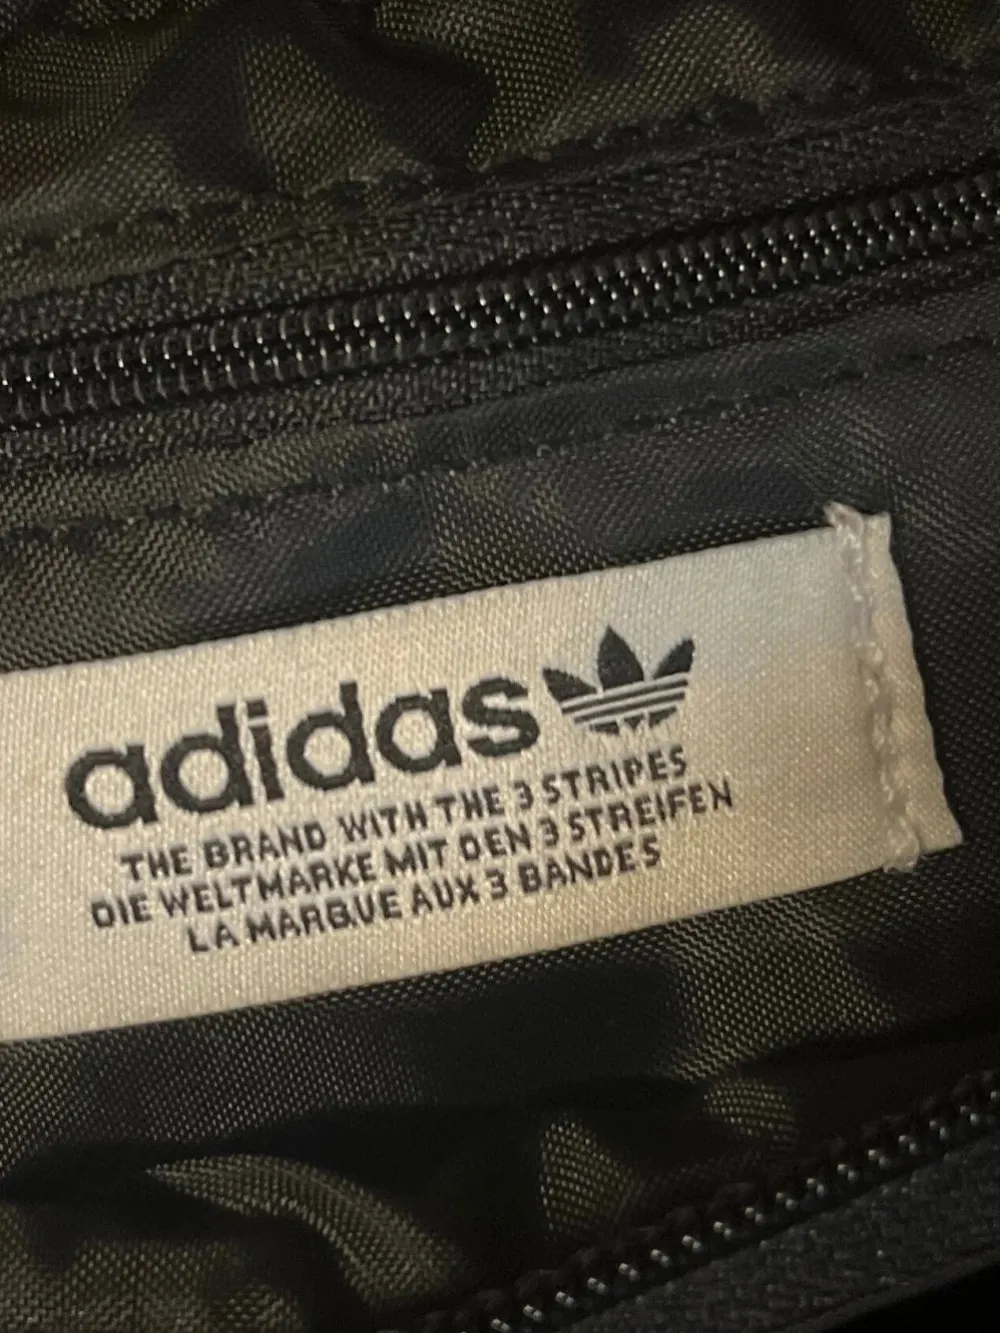 adidas
THE BRAND WITH THE 3 STRIPES
DIE WELTMARKE MIT DEN 3 STREIFEN
LA MARQUE AUX 3 BANDES